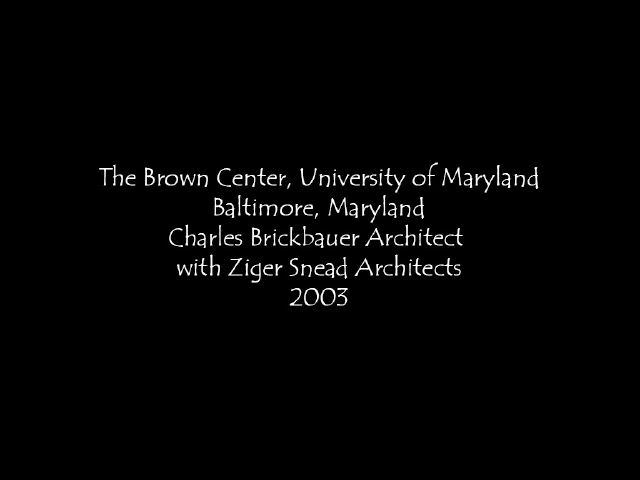 The Brown Center, University of Maryland
Baltimore, Maryland
Charles Brickbauer Architect
with Ziger Snead Architects
2003